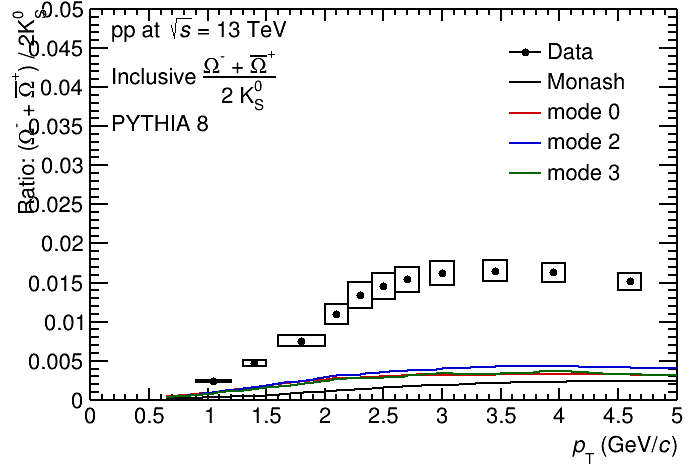 pp at √s = 13 TeV
Inclusive (Ω⁻ + Ω̅⁺) / 2 K⁰S
PYTHIA 8
Data
Monash
mode 0
mode 2
mode 3
Ratio: (Ω⁻ + Ω̅⁺) / 2K⁰S
0.05
0.045
0.04
0.035
0.03
0.025
0.02
0.015
0.01
0.005
0
0 0.5 1 1.5 2 2.5 3 3.5 4 4.5 5
pT (GeV/c)